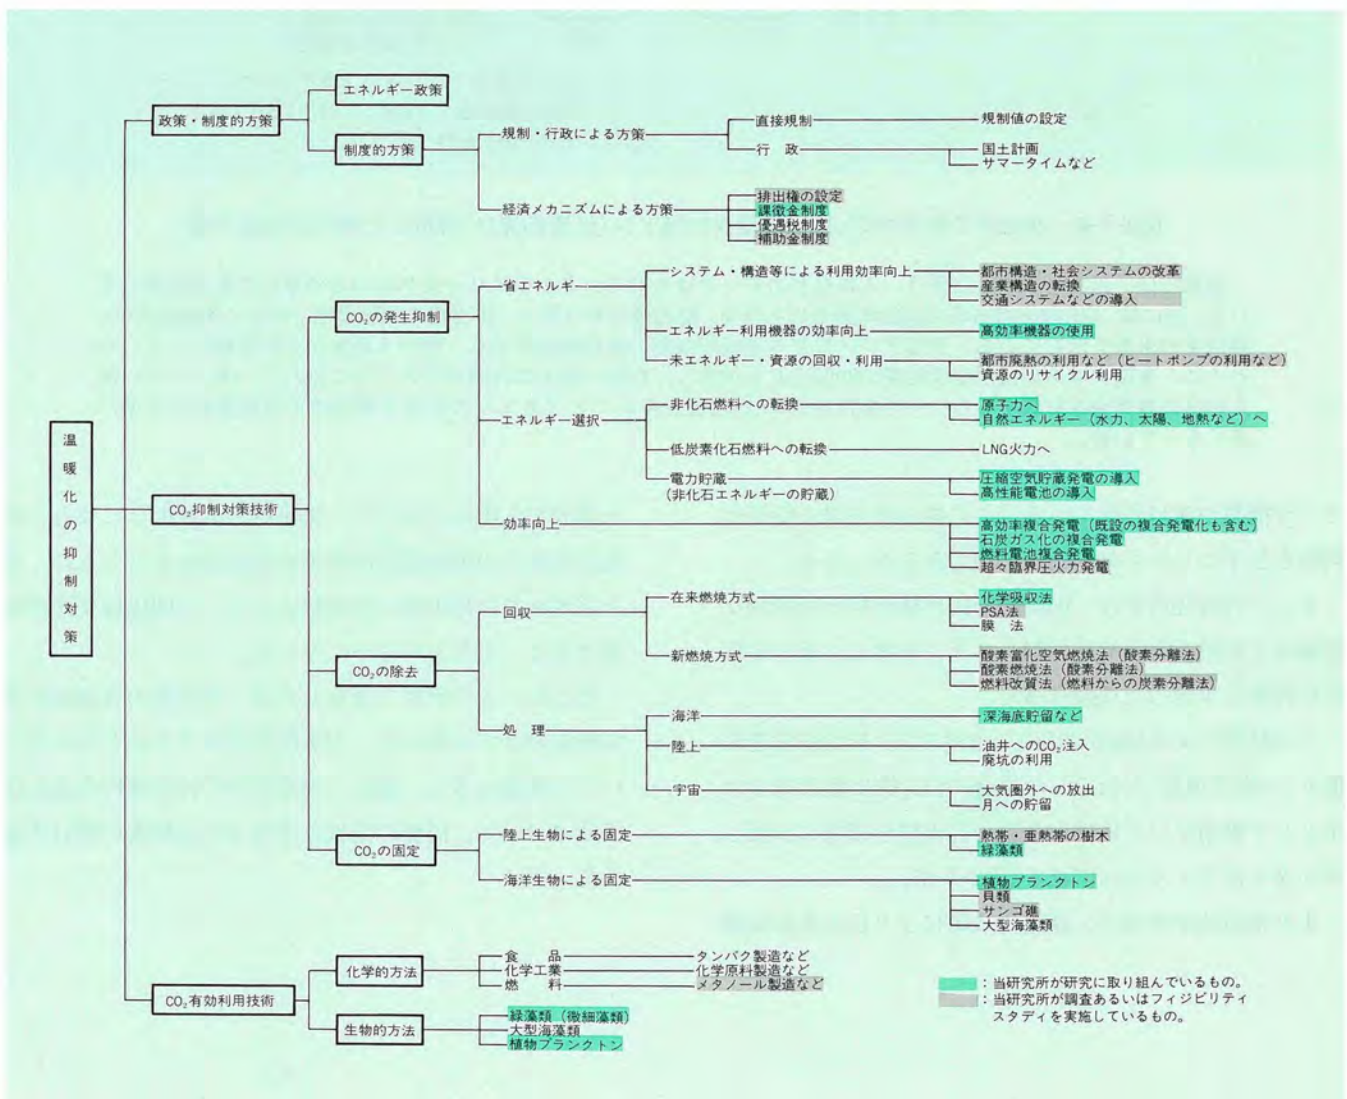 温暖化の抑制対策
政策・制度的方策
エネルギー政策
制度的方策
規制・行政による方策
直接規制
規制値の設定
行 政
国土計画
サマータイムなど
経済メカニズムによる方策
排出権の設定
課徴金制度
優遇税制度
補助金制度
CO₂抑制対策技術
CO₂の発生抑制
省エネルギー
システム・構造等による利用効率向上
都市構造・社会システムの改革
産業構造の転換
交通システムなどの導入
エネルギー利用機器の効率向上
高効率機器の使用
未エネルギー・資源の回収・利用
都市廃熱の利用など（ヒートポンプの利用など）
資源のリサイクル利用
エネルギー選択
非化石燃料への転換
原子力へ
自然エネルギー（水力、太陽、地熱など）へ
低炭素化石燃料への転換
LNG火力へ
電力貯蔵
(非化石エネルギーの貯蔵)
圧縮空気貯蔵発電の導入
高性能電池の導入
効率向上
高効率複合発電（既設の複合発電化も含む）
石炭ガス化の複合発電
燃料電池複合発電
超々臨界圧火力発電
CO₂の除去
回収
在来燃焼方式
化学吸収法
PSA法
膜 法
新燃焼方式
酸素富化空気燃焼法（酸素分離法）
酸素燃焼法（酸素分離法）
燃料改質法（燃料からの炭素分離法）
処 理
海洋
深海底貯留など
陸上
油井へのCO₂注入
廃坑の利用
宇宙
大気圏外への放出
月への貯留
CO₂の固定
陸上生物による固定
熱帯・亜熱帯の樹木
緑藻類
海洋生物による固定
植物プランクトン
貝類
サンゴ礁
大型海藻類
CO₂有効利用技術
化学的方法
食 品
タンパク製造など
化学工業
化学原料製造など
燃 料
メタノール製造など
生物的方法
緑藻類（微細藻類）
大型海藻類
植物プランクトン
：当研究所が研究に取り組んでいるもの。
：当研究所が調査あるいはフィジビリティ
スタディを実施しているもの。